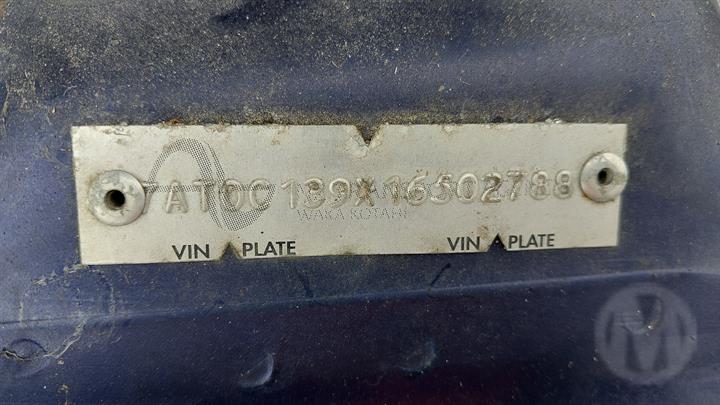 7AT0C139X16502788
WAKA KOTAHI
VIN PLATE VIN PLATE